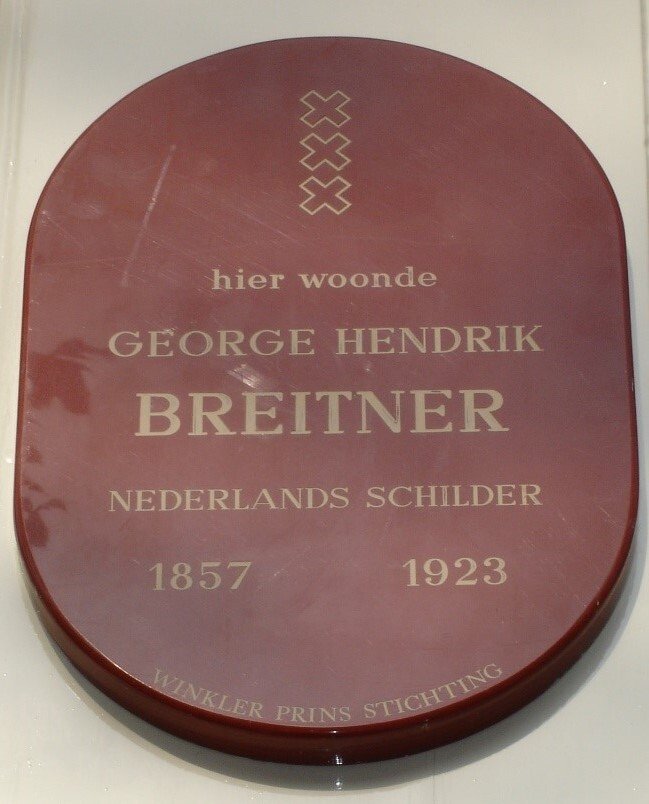 hier woonde
GEORGE HENDRIK
BREITNER
NEDERLANDS SCHILDER
1857 1923
WINKLER PRINS STICHTING